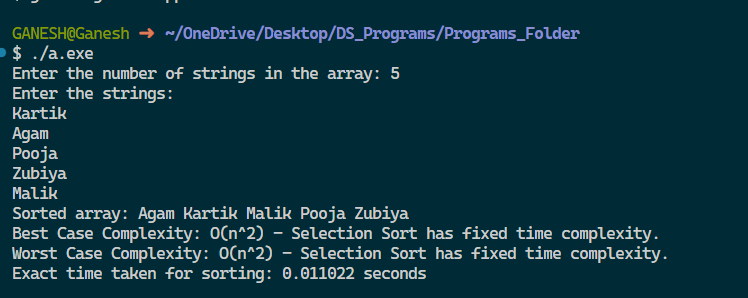 GANESH@Ganesh ➜ ~/OneDrive/Desktop/DS_Programs/Programs_Folder
$ ./a.exe
Enter the number of strings in the array: 5
Enter the strings:
Kartik
Agam
Pooja
Zubiya
Malik
Sorted array: Agam Kartik Malik Pooja Zubiya
Best Case Complexity: O(n^2) - Selection Sort has fixed time complexity.
Worst Case Complexity: O(n^2) - Selection Sort has fixed time complexity.
Exact time taken for sorting: 0.011022 seconds